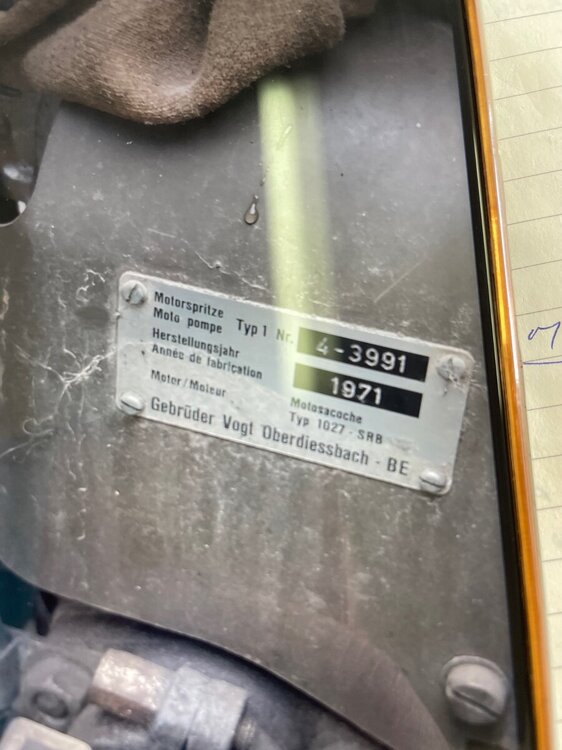 Motorspritze
Moto pompe
Typ 1 Nr. 4-3991
Herstellungsjahr
Année de fabrication
1971
Motor/Moteur
Motosacoche
Typ 1027 - SRB
Gebrüder Vogt Oberdiessbach - BE